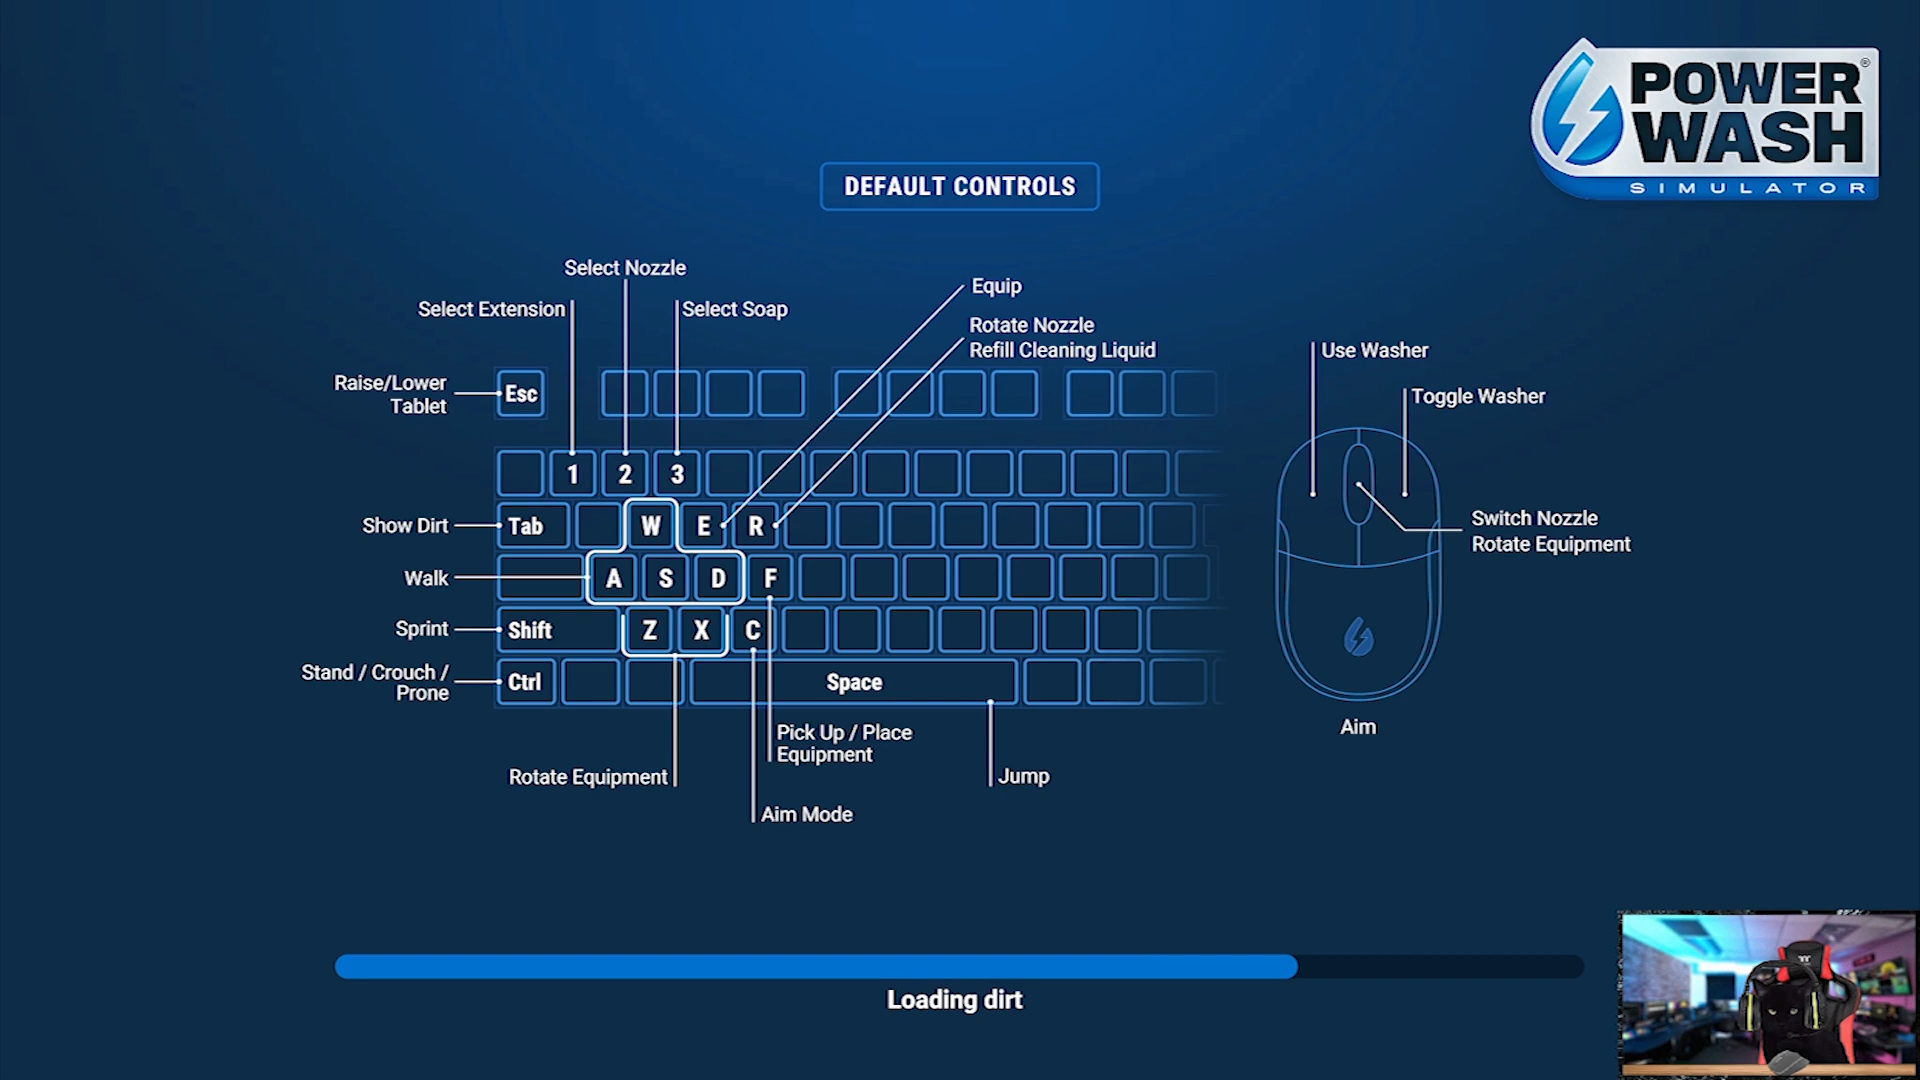 POWER®
WASH
SIMULATOR
DEFAULT CONTROLS
Select Nozzle
Select Extension
Select Soap
Equip
Rotate Nozzle
Refill Cleaning Liquid
Use Washer
Raise/Lower
Tablet
Esc
Toggle Washer
1 2 3
Switch Nozzle
Rotate Equipment
Show Dirt
Tab W E R
Walk
A S D F
Sprint
Shift Z X C
Stand / Crouch /
Prone
Ctrl Space
Aim
Pick Up / Place
Equipment
Rotate Equipment
Jump
Aim Mode
Loading dirt